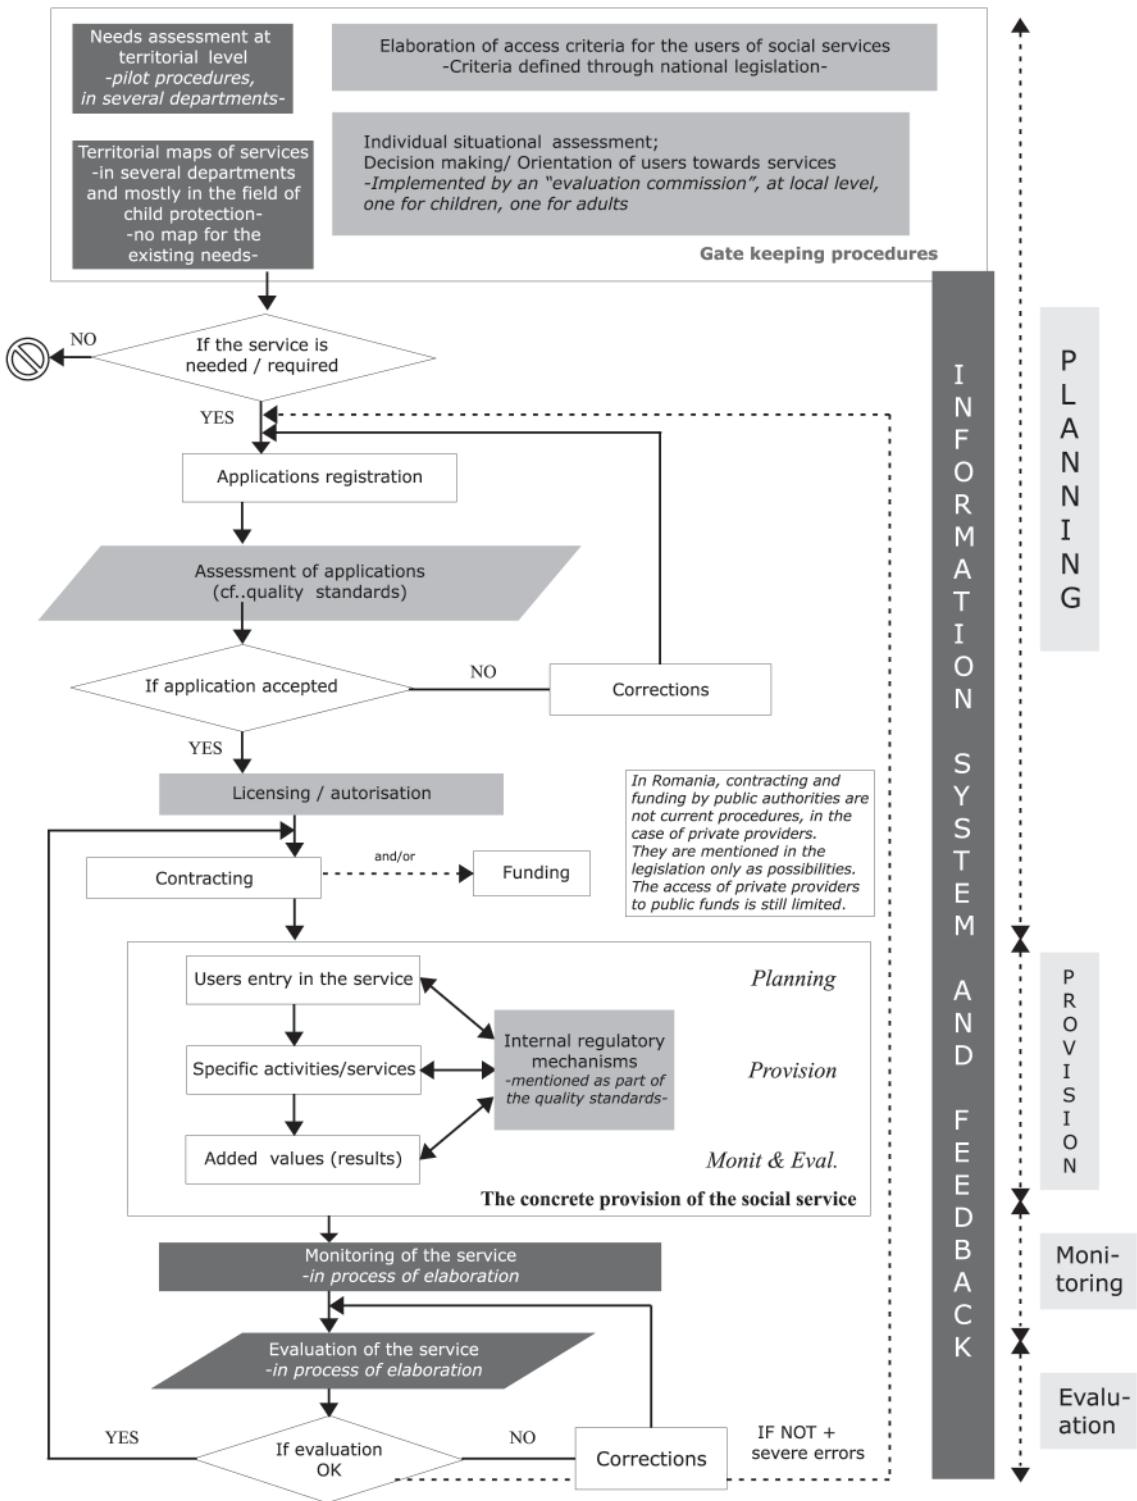 Needs assessment at
territorial level
-pilot procedures,
in several departments-
Elaboration of access criteria for the users of social services
-Criteria defined through national legislation-
Territorial maps of services
-in several departments
and mostly in the field of
child protection-
-no map for the
existing needs-
Individual situational assessment;
Decision making/ Orientation of users towards services
-Implemented by an “evaluation commission”, at local level,
one for children, one for adults
Gate keeping procedures
NO
If the service is
needed / required
YES
Applications registration
Assessment of applications
(cf..quality standards)
If application accepted
NO
Corrections
YES
Licensing / autorisation
In Romania, contracting and
funding by public authorities are
not current procedures, in the
case of private providers.
They are mentioned in the
legislation only as possibilities.
The access of private providers
to public funds is still limited.
Contracting
and/or
Funding
Users entry in the service
Planning
Internal regulatory
mechanisms
-mentioned as part of
the quality standards-
Specific activities/services
Provision
Added values (results)
Monit & Eval.
The concrete provision of the social service
Monitoring of the service
-in process of elaboration
Evaluation of the service
-in process of elaboration
YES
If evaluation
OK
NO
Corrections
IF NOT +
severe errors
INFORMATION SYSTEM AND FEEDBACK
PLANNING
PROVISION
Moni-
toring
Evalu-
ation